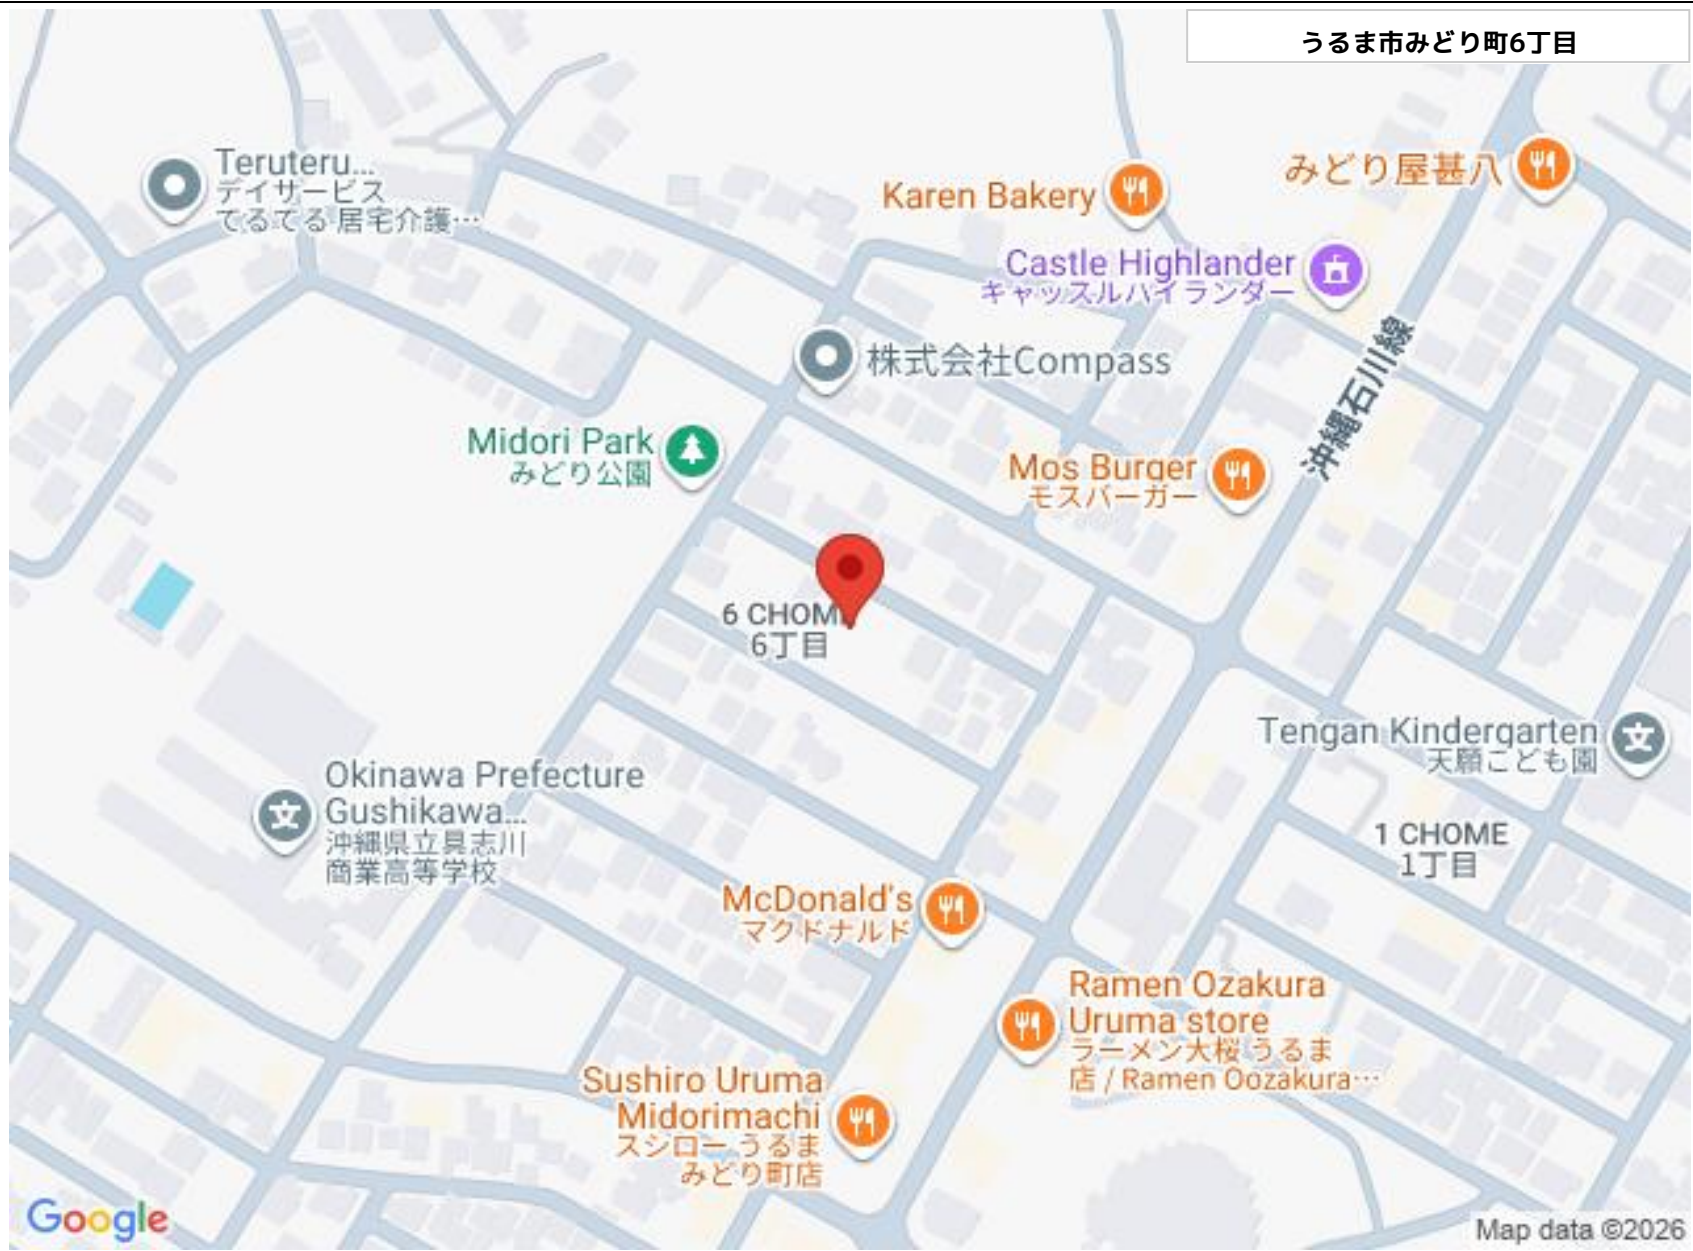 うるま市みどり町6丁目
Teruteru...
デイサービス
てるてる 居宅介護…
Karen Bakery
みどり屋甚八
Castle Highlander
キャッスルハイランダー
株式会社Compass
沖縄石川線
Midori Park
みどり公園
Mos Burger
モスバーガー
6 CHOME
6丁目
Tengan Kindergarten
天願こども園
Okinawa Prefecture
Gushikawa...
沖縄県立具志川
商業高等学校
1 CHOME
1丁目
McDonald's
マクドナルド
Ramen Ozakura
Uruma store
ラーメン大桜 うるま
店 / Ramen Oozakura…
Sushiro Uruma
Midorimachi
スシロー うるま
みどり町店
Google
Map data ©2026